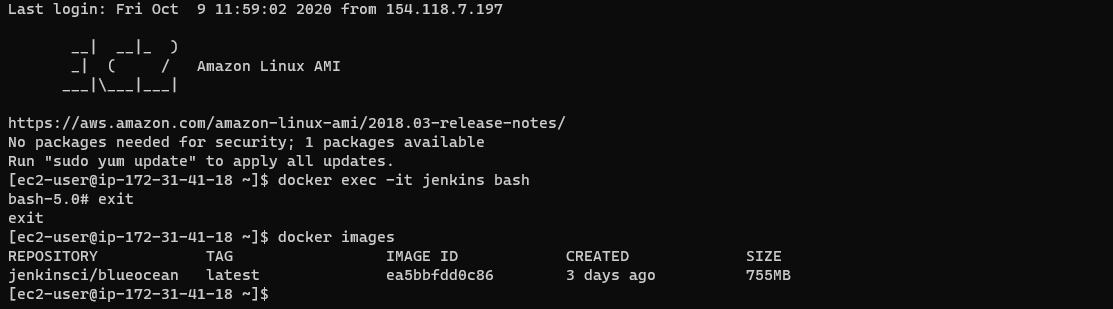 Last login: Fri Oct  9 11:59:02 2020 from 154.118.7.197
       __|  __|_  )
       _|  (     /   Amazon Linux AMI
      ___|\___|___|
https://aws.amazon.com/amazon-linux-ami/2018.03-release-notes/
No packages needed for security; 1 packages available
Run "sudo yum update" to apply all updates.
[ec2-user@ip-172-31-41-18 ~]$ docker exec -it jenkins bash
bash-5.0# exit
exit
[ec2-user@ip-172-31-41-18 ~]$ docker images
REPOSITORY            TAG                 IMAGE ID            CREATED             SIZE
jenkinsci/blueocean   latest              ea5bbfdd0c86        3 days ago          755MB
[ec2-user@ip-172-31-41-18 ~]$